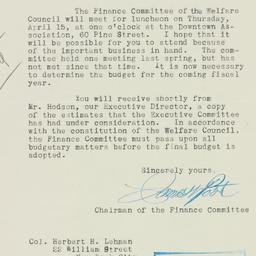 The Finance Committee of the Welfare
Council will meet for luncheon on Thursday,
April 15, at one o'clock at the Downtown As-
sociation, 60 Pine Street. I hope that it
will be possible for you to attend because
of the important business in hand. The com-
mittee held one meeting last spring, but has
not met since that time. It is now necessary
to determine the budget for the coming fiscal
year.
You will receive shortly from
Mr. Hodson, our Executive Director, a copy
of the estimates that the Executive Committee
has had under consideration. In accordance
with the constitution of the Welfare Council,
the Finance Committee must pass upon all
budgetary matters before the final budget is
adopted.
Sincerely yours,
Chairman of the Finance Committee
Col. Herbert H. Lehman
22 William Street